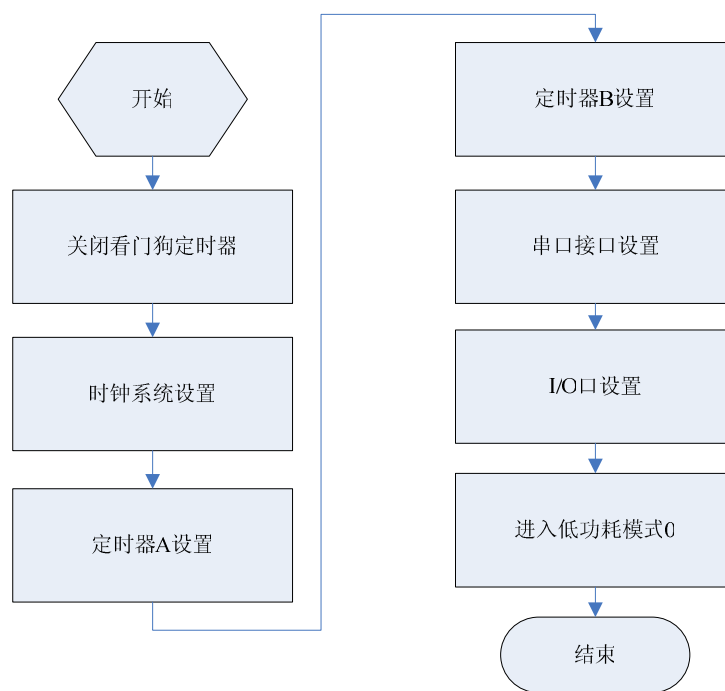 开始
关闭看门狗定时器
时钟系统设置
定时器A设置
定时器B设置
串口接口设置
I/O口设置
进入低功耗模式0
结束